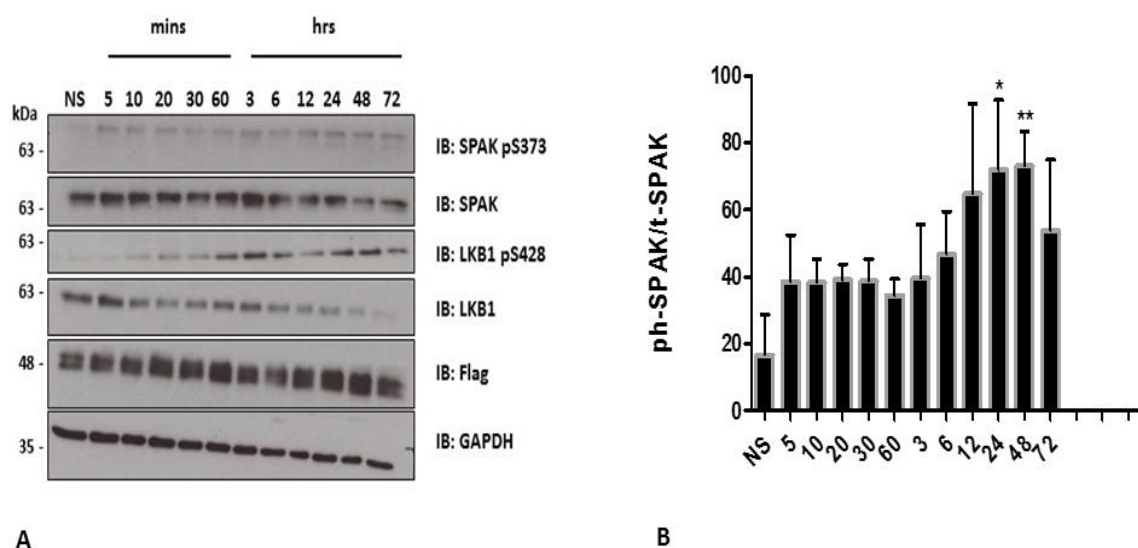 mins hrs
NS 5 10 20 30 60 3 6 12 24 48 72
kDa
63 - IB: SPAK pS373
63 - IB: SPAK
63 - IB: LKB1 pS428
63 - IB: LKB1
48 - IB: Flag
35 - IB: GAPDH
A
ph-SPAK/t-SPAK
100
80
60
40
20
0
* **
NS 5 10 20 30 60 3 6 12 24 48 72
B